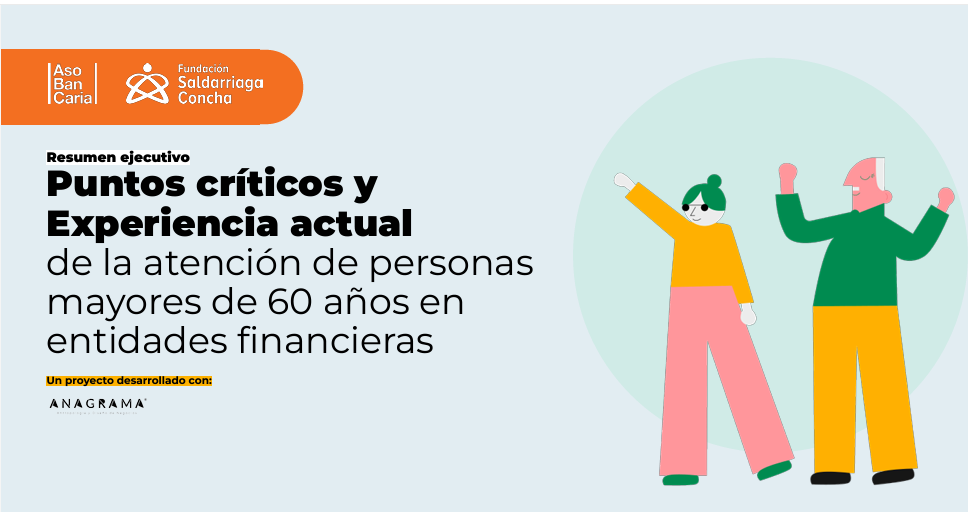 Aso
Ban
Caria
Fundación
Saldarriaga
Concha
Resumen ejecutivo
Puntos críticos y
Experiencia actual
de la atención de personas
mayores de 60 años en
entidades financieras
Un proyecto desarrollado con:
ANAGRAMA